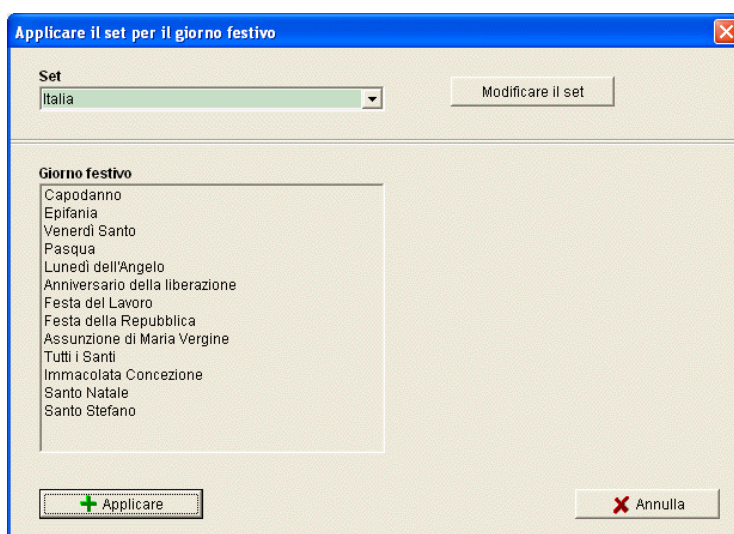 Applicare il set per il giorno festivo
Set
Italia
Modificare il set
Giorno festivo
Capodanno
Epifania
Venerdì Santo
Pasqua
Lunedì dell'Angelo
Anniversario della liberazione
Festa del Lavoro
Festa della Repubblica
Assunzione di Maria Vergine
Tutti i Santi
Immacolata Concezione
Santo Natale
Santo Stefano
Applicare
Annulla